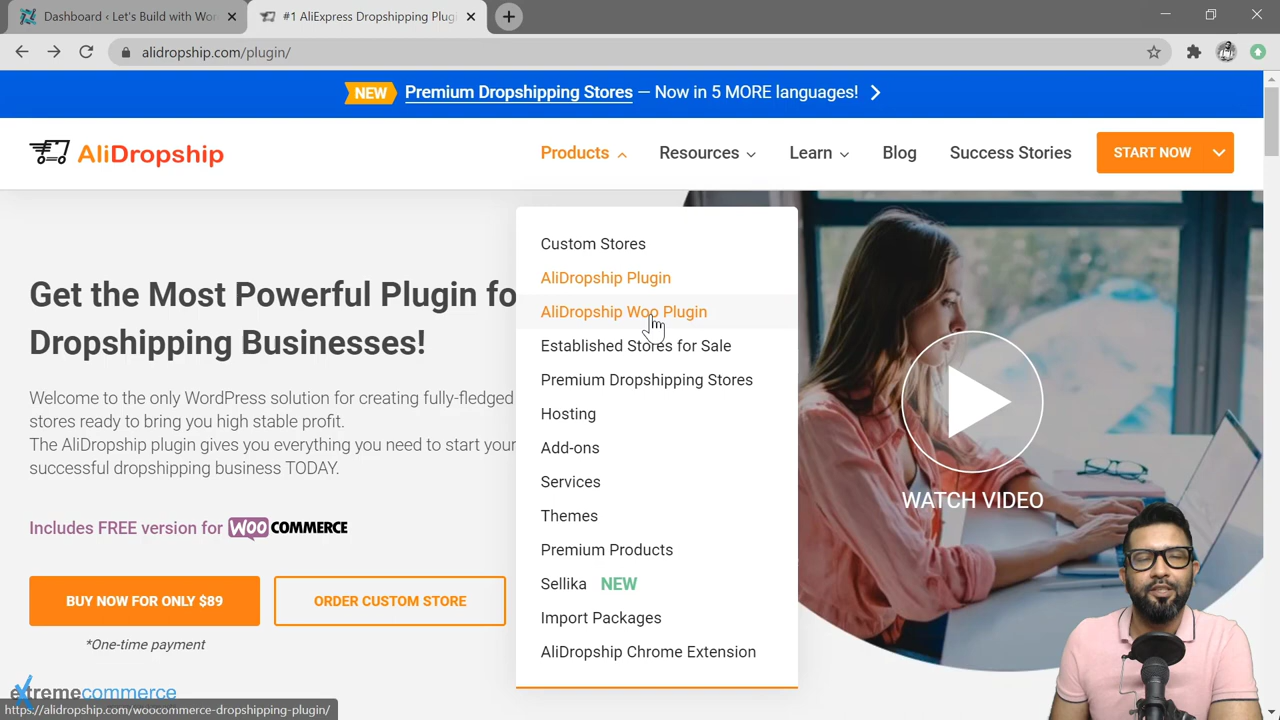 Dashboard ‹ Let's Build with Wor
#1 AliExpress Dropshipping Plugi
alidropship.com/plugin/
NEW Premium Dropshipping Stores — Now in 5 MORE languages!
AliDropship
Products
Resources
Learn
Blog
Success Stories
START NOW
Custom Stores
AliDropship Plugin
AliDropship Woo Plugin
Established Stores for Sale
Premium Dropshipping Stores
Hosting
Add-ons
Services
Themes
Premium Products
Sellika NEW
Import Packages
AliDropship Chrome Extension
Get the Most Powerful Plugin fo
Dropshipping Businesses!
Welcome to the only WordPress solution for creating fully-fledged
stores ready to bring you high stable profit.
The AliDropship plugin gives you everything you need to start your
successful dropshipping business TODAY.
Includes FREE version for WOOCOMMERCE
BUY NOW FOR ONLY $89
ORDER CUSTOM STORE
*One-time payment
WATCH VIDEO
extremecommerce
https://alidropship.com/woocommerce-dropshipping-plugin/